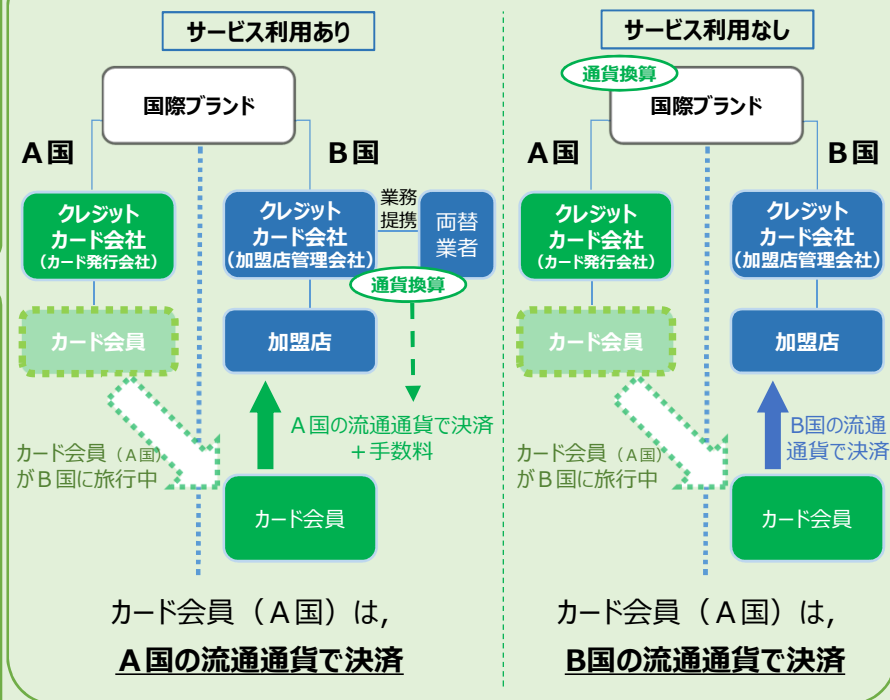 サービス利用あり
国際ブランド
A国
B国
クレジット
カード会社
(カード発行会社)
クレジット
カード会社
(加盟店管理会社)
業務
提携
両替
業者
通貨換算
カード会員
加盟店
A国の流通通貨で決済
+手数料
カード会員(A国)
がB国に旅行中
カード会員
カード会員(A国)は,
A国の流通通貨で決済
サービス利用なし
通貨換算
国際ブランド
A国
B国
クレジット
カード会社
(カード発行会社)
クレジット
カード会社
(加盟店管理会社)
カード会員
加盟店
B国の流通
通貨で決済
カード会員(A国)
がB国に旅行中
カード会員
カード会員(A国)は,
B国の流通通貨で決済